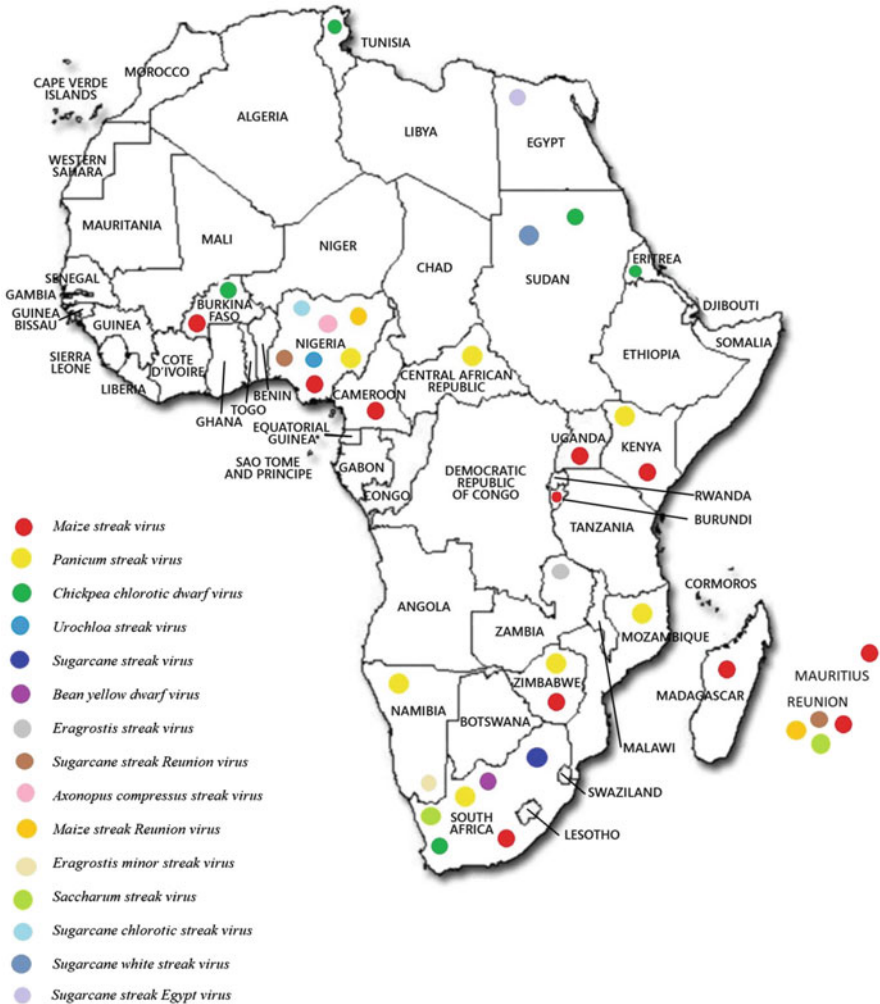 TUNISIA
MOROCCO
CAPE VERDE
ISLANDS
ALGERIA
LIBYA
EGYPT
WESTERN
SAHARA
MAURITANIA
MALI
NIGER
CHAD
SUDAN
ERITREA
SENEGAL
GAMBIA
GUINEA
BISSAU
GUINEA
BURKINA
FASO
DJIBOUTI
SOMALIA
ETHIOPIA
NIGERIA
SIERRA
LEONE
LIBERIA
COTE
D'IVOIRE
GHANA
TOGO
BENIN
CAMEROON
CENTRAL AFRICAN
REPUBLIC
EQUATORIAL
GUINEA
SAO TOME
AND PRINCIPE
GABON
CONGO
DEMOCRATIC
REPUBLIC
OF CONGO
UGANDA
KENYA
RWANDA
BURUNDI
TANZANIA
CORMOROS
ANGOLA
ZAMBIA
MOZAMBIQUE
MALAWI
ZIMBABWE
NAMIBIA
BOTSWANA
MADAGASCAR
MAURITIUS
REUNION
SWAZILAND
SOUTH
AFRICA
LESOTHO
Maize streak virus
Panicum streak virus
Chickpea chlorotic dwarf virus
Urochloa streak virus
Sugarcane streak virus
Bean yellow dwarf virus
Eragrostis streak virus
Sugarcane streak Reunion virus
Axonopus compressus streak virus
Maize streak Reunion virus
Eragrostis minor streak virus
Saccharum streak virus
Sugarcane chlorotic streak virus
Sugarcane white streak virus
Sugarcane streak Egypt virus